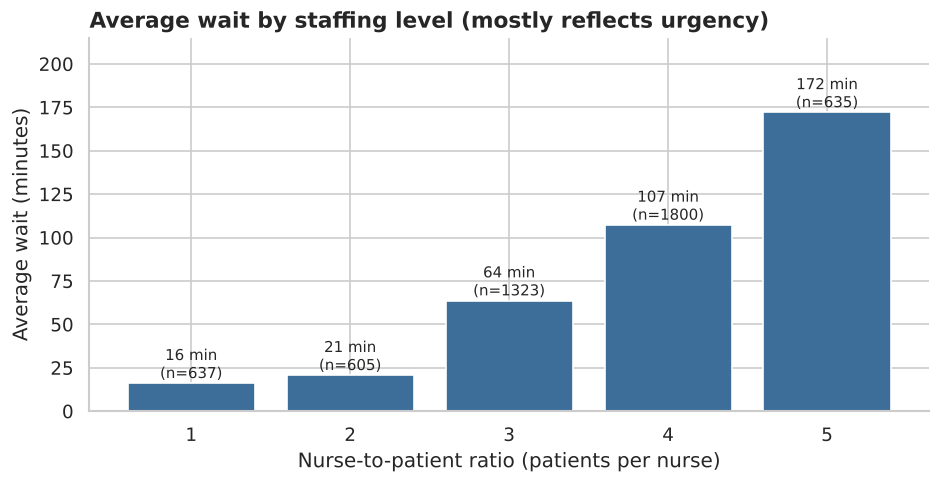 Average wait by staffing level (mostly reflects urgency)
Average wait (minutes)
200
175
150
125
100
75
50
25
0
16 min
(n=637)
21 min
(n=605)
64 min
(n=1323)
107 min
(n=1800)
172 min
(n=635)
1 2 3 4 5
Nurse-to-patient ratio (patients per nurse)